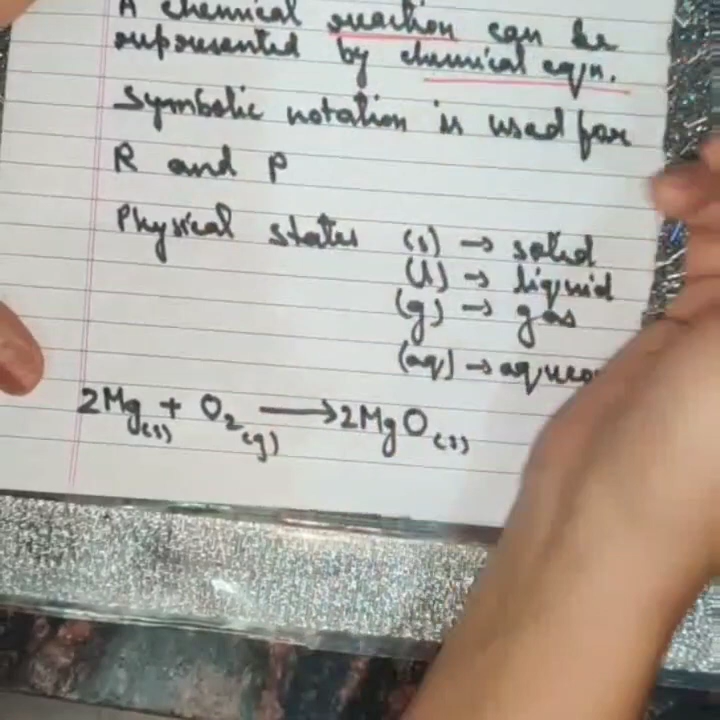 A chemical reaction can be
represented by chemical eqn.
Symbolic notation is used for
R and P
Physical states (s) → solid
(l) → liquid
(g) → gas
(aq) → aqueo
2Mg(s) + O2(g) → 2MgO(s)